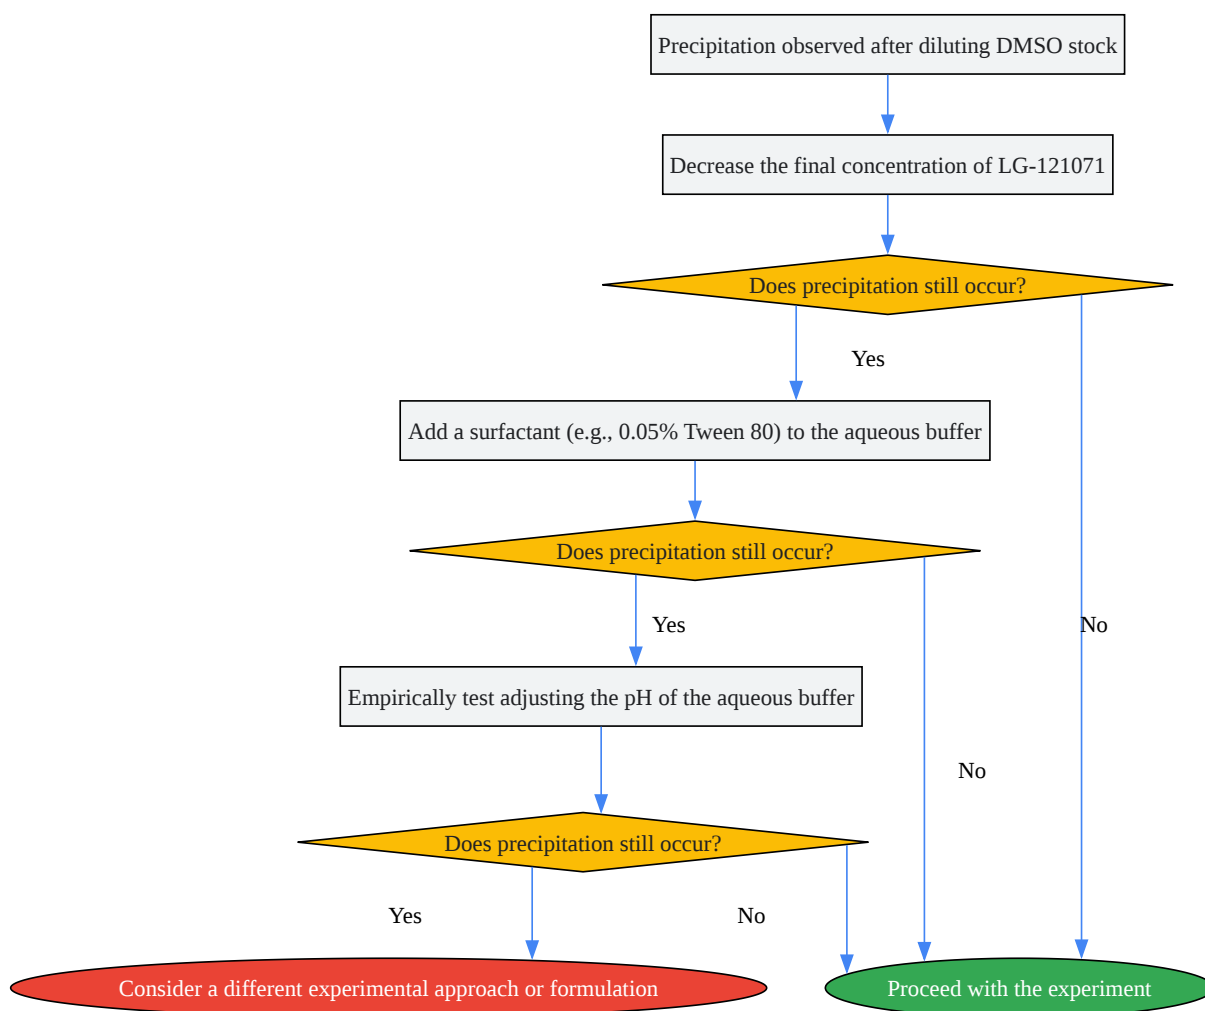 Precipitation observed after diluting DMSO stock
Decrease the final concentration of LG-121071
Does precipitation still occur?
Yes
Add a surfactant (e.g., 0.05% Tween 80) to the aqueous buffer
Does precipitation still occur?
Yes
No
Empirically test adjusting the pH of the aqueous buffer
No
Does precipitation still occur?
Yes
No
Consider a different experimental approach or formulation
Proceed with the experiment